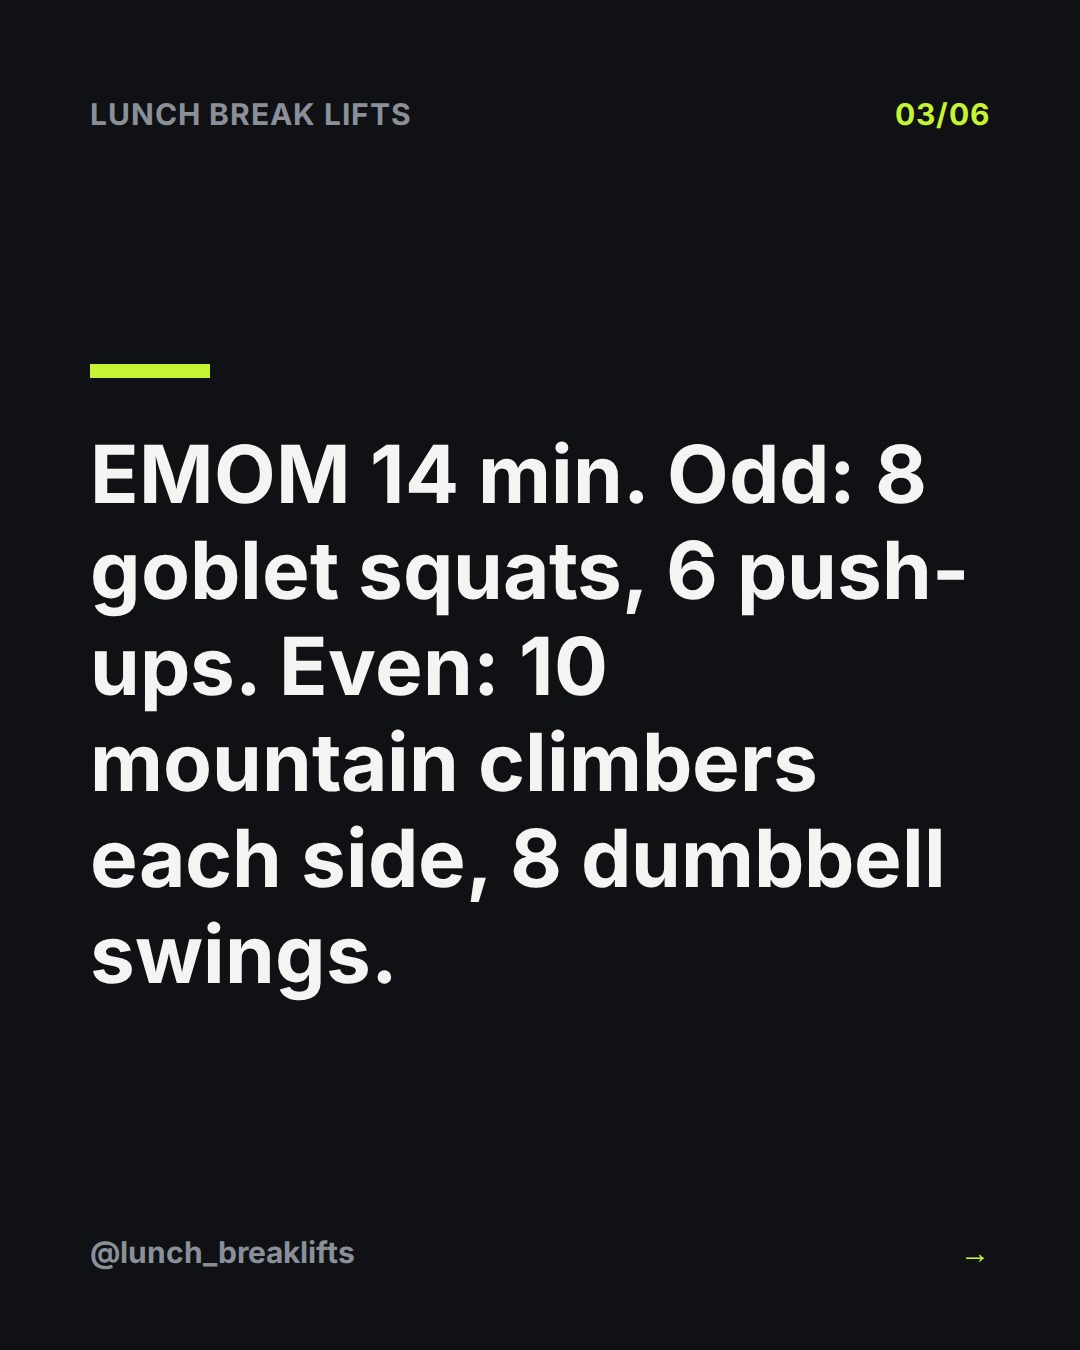 LUNCH BREAK LIFTS
03/06
EMOM 14 min. Odd: 8
goblet squats, 6 push-
ups. Even: 10
mountain climbers
each side, 8 dumbbell
swings.
@lunch_breaklifts
→